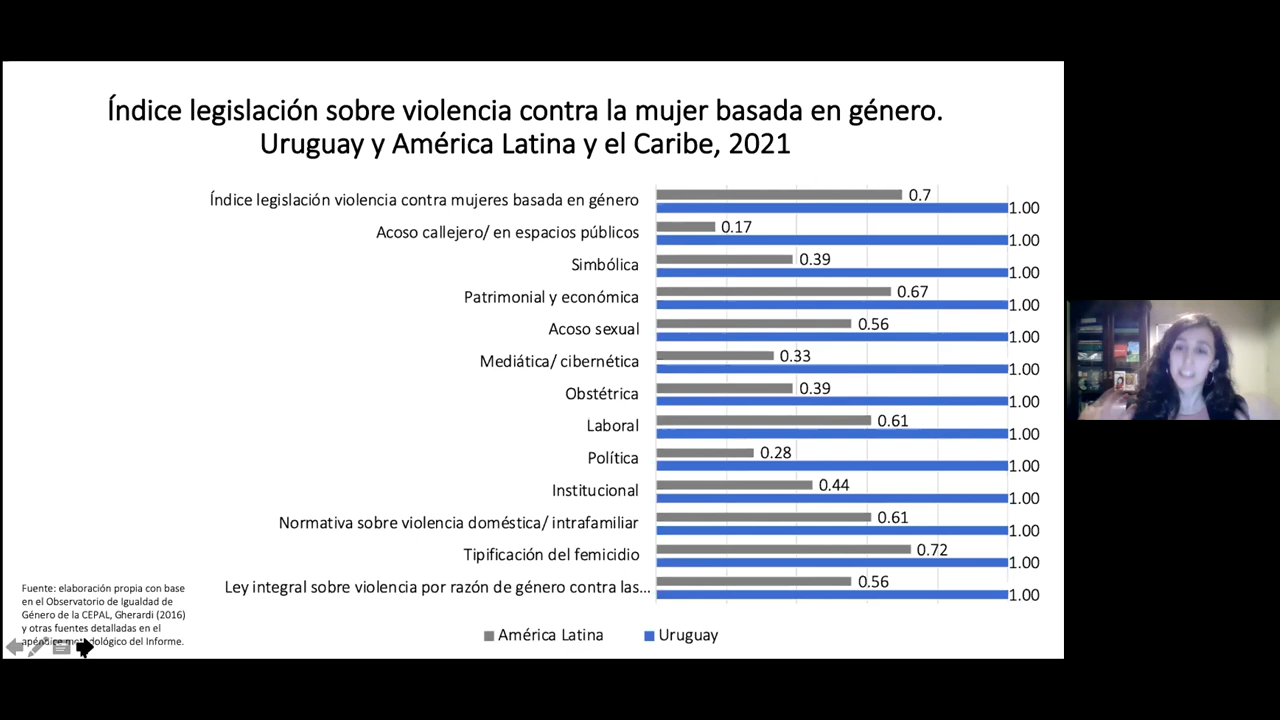 Índice legislación sobre violencia contra la mujer basada en género.
Uruguay y América Latina y el Caribe, 2021
Índice legislación violencia contra mujeres basada en género
0.7
1.00
Acoso callejero/ en espacios públicos
0.17
1.00
Simbólica
0.39
1.00
Patrimonial y económica
0.67
1.00
Acoso sexual
0.56
1.00
Mediática/ cibernética
0.33
1.00
Obstétrica
0.39
1.00
Laboral
0.61
1.00
Política
0.28
1.00
Institucional
0.44
1.00
Normativa sobre violencia doméstica/ intrafamiliar
0.61
1.00
Tipificación del femicidio
0.72
1.00
Ley integral sobre violencia por razón de género contra las...
0.56
1.00
América Latina
Uruguay
Fuente: elaboración propia con base
en el Observatorio de Igualdad de
Género de la CEPAL, Gherardi (2016)
y otras fuentes detalladas en el
del Informe.